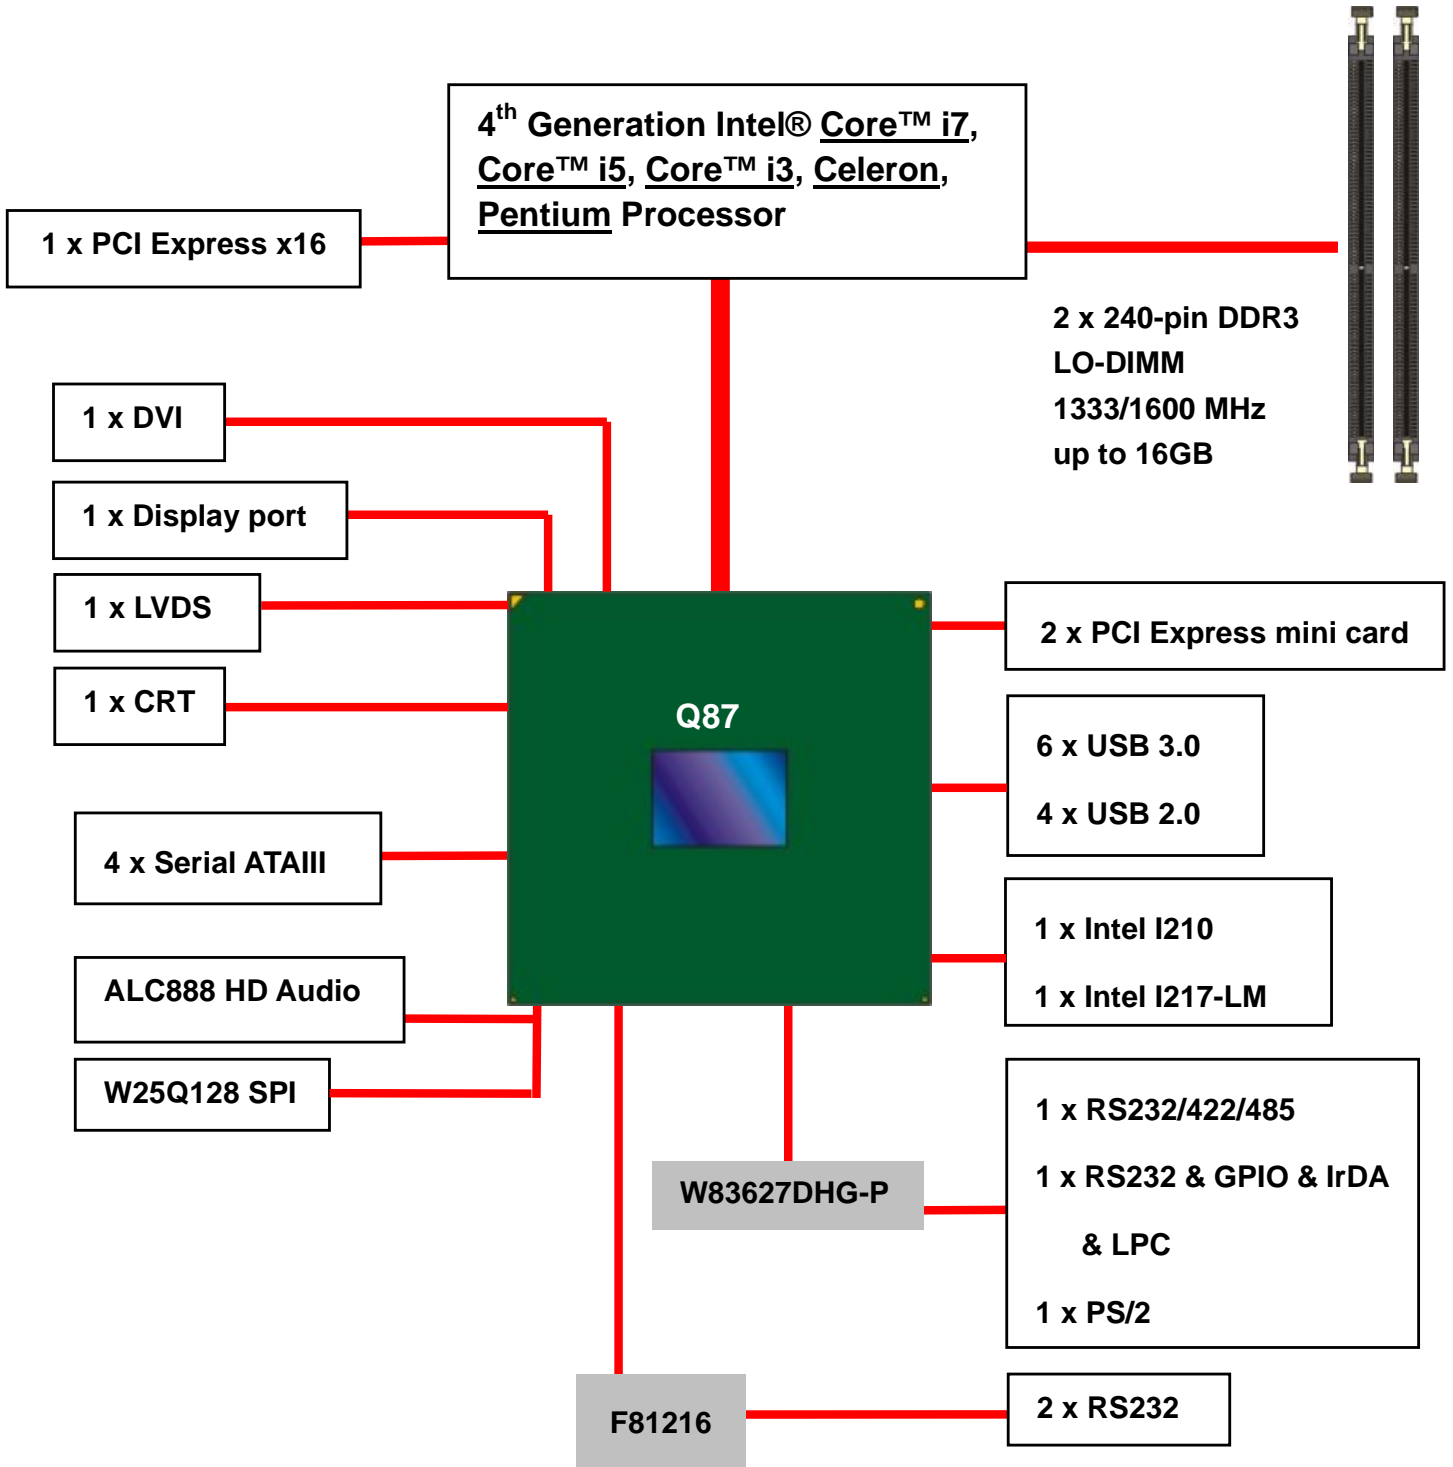 4th Generation Intel® Core™ i7,
Core™ i5, Core™ i3, Celeron,
Pentium Processor
1 x PCI Express x16
2 x 240-pin DDR3
LO-DIMM
1333/1600 MHz
up to 16GB
1 x DVI
1 x Display port
1 x LVDS
1 x CRT
Q87
2 x PCI Express mini card
6 x USB 3.0
4 x USB 2.0
4 x Serial ATAIII
1 x Intel I210
1 x Intel I217-LM
ALC888 HD Audio
W25Q128 SPI
1 x RS232/422/485
1 x RS232 & GPIO & IrDA
& LPC
1 x PS/2
W83627DHG-P
F81216
2 x RS232